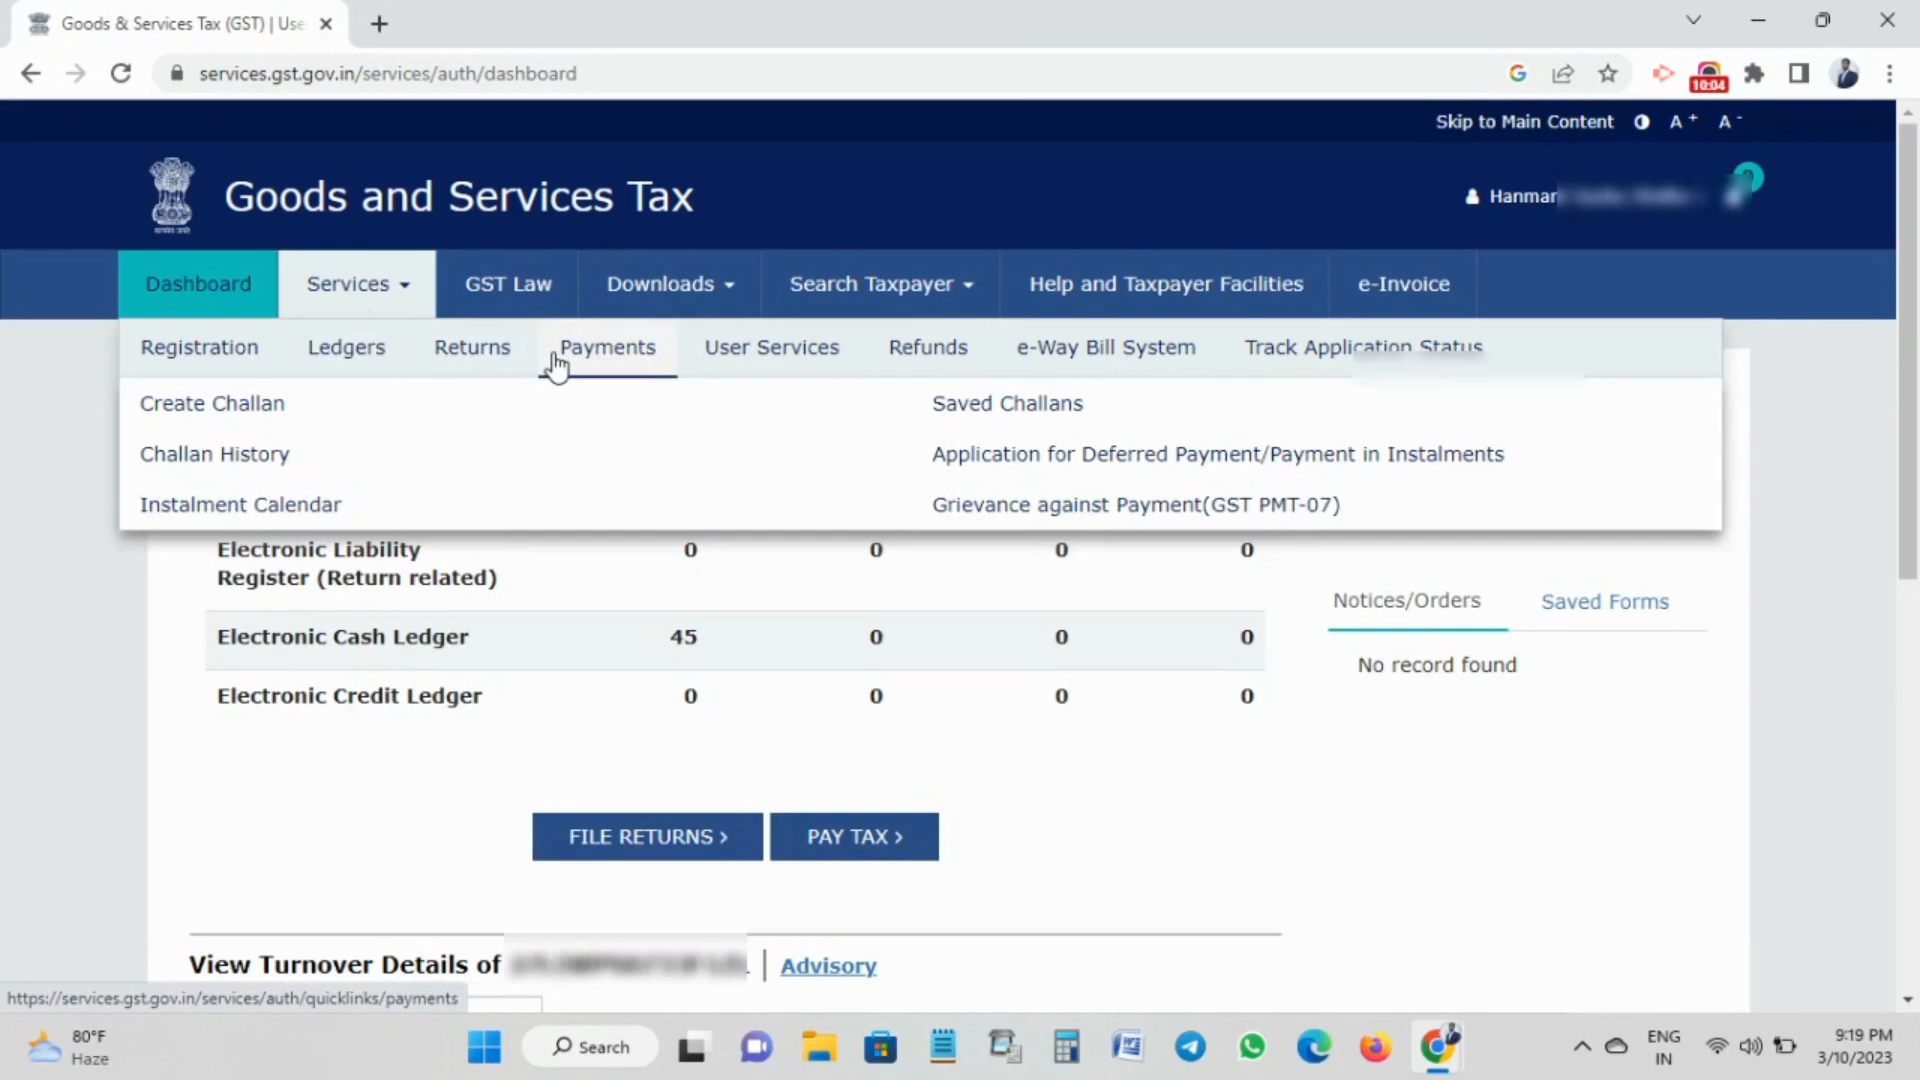 Goods & Services Tax (GST) | Use
services.gst.gov.in/services/auth/dashboard
10:04
Skip to Main Content A+ A-
Goods and Services Tax
Hanmar
Dashboard Services GST Law Downloads Search Taxpayer Help and Taxpayer Facilities e-Invoice
Registration Ledgers Returns Payments User Services Refunds e-Way Bill System Track Application Status
Create Challan Saved Challans
Challan History Application for Deferred Payment/Payment in Instalments
Instalment Calendar Grievance against Payment(GST PMT-07)
Electronic Liability 0 0 0 0
Register (Return related)
Notices/Orders Saved Forms
Electronic Cash Ledger 45 0 0 0
No record found
Electronic Credit Ledger 0 0 0 0
FILE RETURNS > PAY TAX >
View Turnover Details of | Advisory
https://services.gst.gov.in/services/auth/quicklinks/payments
80°F
Haze
Search
ENG
IN
9:19 PM
3/10/2023